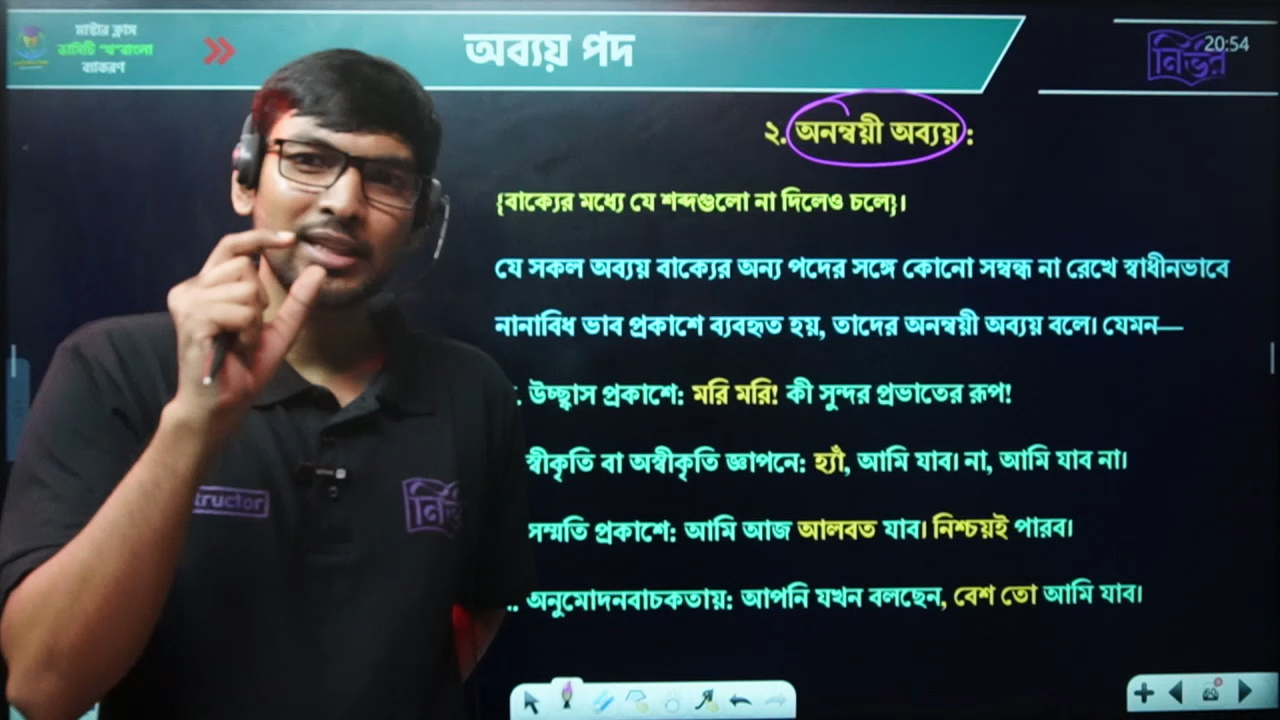 মাস্টার ক্লাস
ভার্সিটি "খ" বাংলা
ব্যাকরণ
অব্যয় পদ
20:54
নির্ভর
২. অনন্বয়ী অব্যয় :
{বাক্যের মধ্যে যে শব্দগুলো না দিলেও চলে}।
যে সকল অব্যয় বাক্যের অন্য পদের সঙ্গে কোনো সম্বন্ধ না রেখে স্বাধীনভাবে
নানাবিধ ভাব প্রকাশে ব্যবহৃত হয়, তাদের অনন্বয়ী অব্যয় বলে। যেমন—
. উচ্ছ্বাস প্রকাশে: মরি মরি! কী সুন্দর প্রভাতের রূপ!
স্বীকৃতি বা অস্বীকৃতি জ্ঞাপনে: হ্যাঁ, আমি যাব। না, আমি যাব না।
সম্মতি প্রকাশে: আমি আজ আলবত যাব। নিশ্চয়ই পারব।
. অনুমোদনবাচকতায়: আপনি যখন বলছেন, বেশ তো আমি যাব।
tructor
নির্ভ